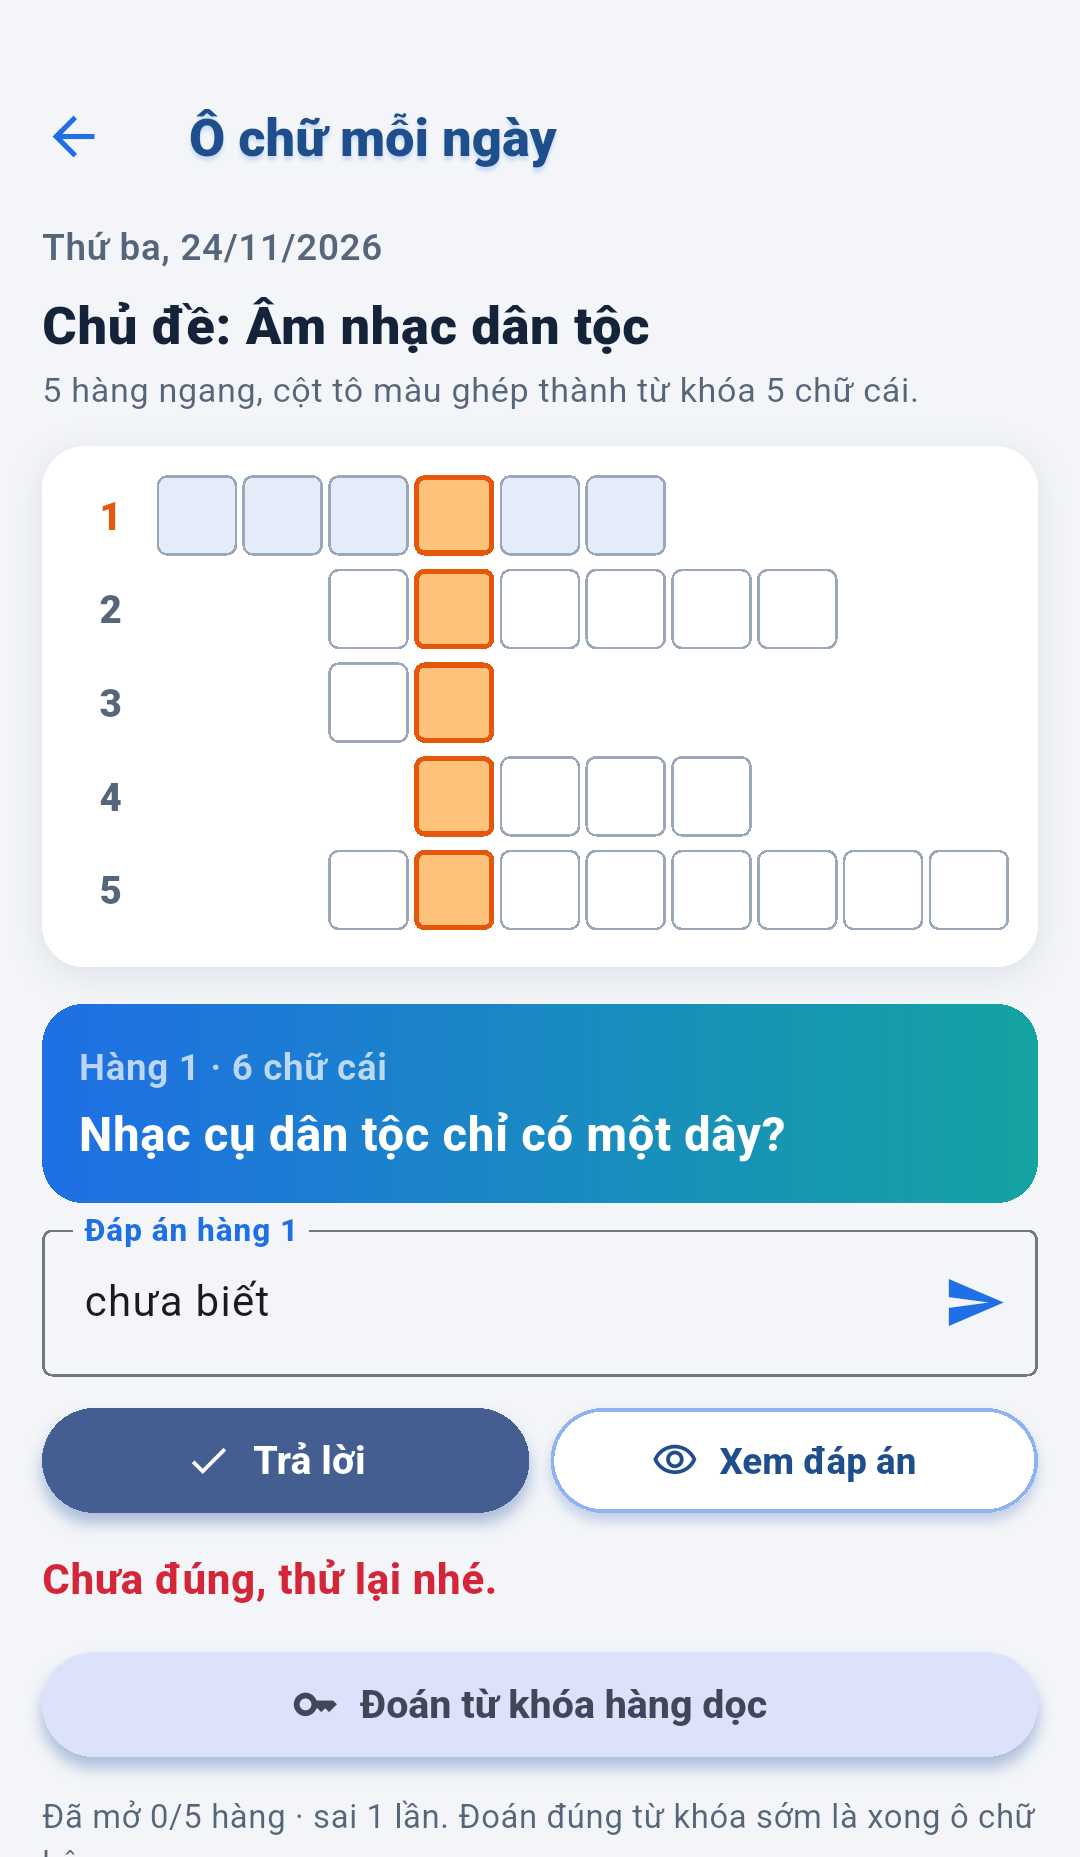 Ô chữ mỗi ngày
Thứ ba, 24/11/2026
Chủ đề: Âm nhạc dân tộc
5 hàng ngang, cột tô màu ghép thành từ khóa 5 chữ cái.
1
2
3
4
5
Hàng 1 · 6 chữ cái
Nhạc cụ dân tộc chỉ có một dây?
Đáp án hàng 1
chưa biết
Trả lời
Xem đáp án
Chưa đúng, thử lại nhé.
Đoán từ khóa hàng dọc
Đã mở 0/5 hàng · sai 1 lần. Đoán đúng từ khóa sớm là xong ô chữ